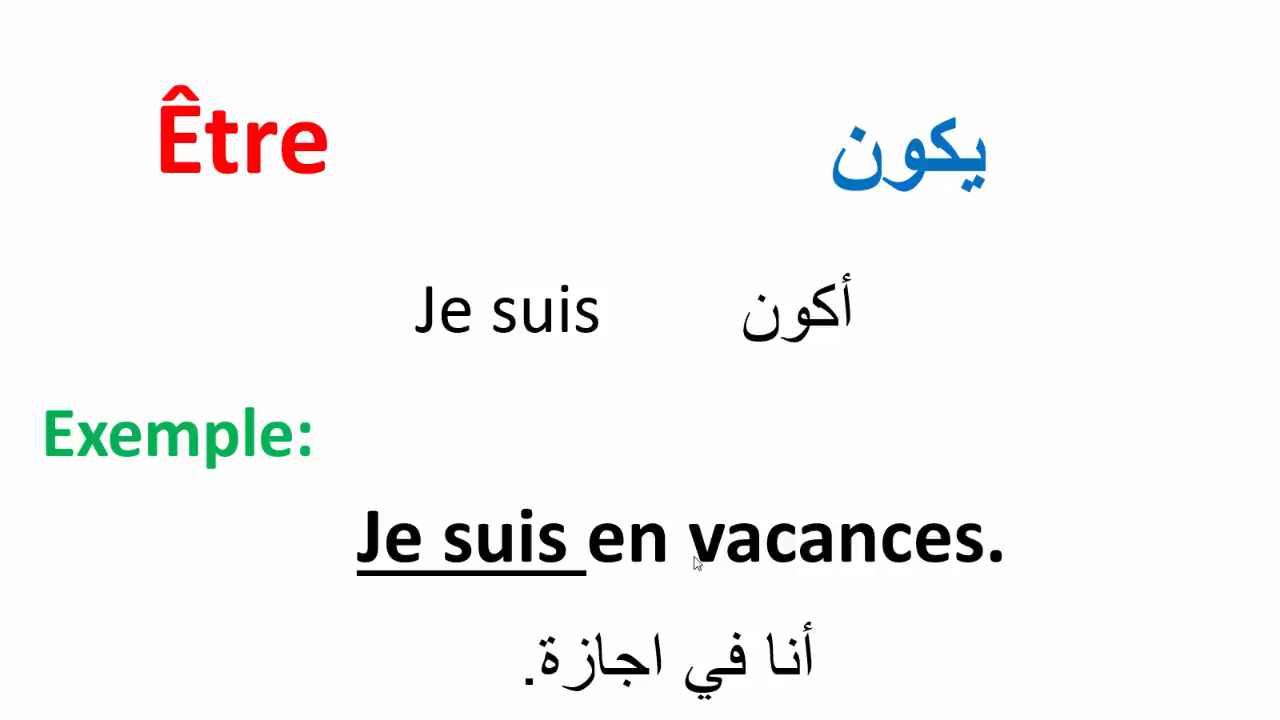 Être يكون
Je suis أكون
Exemple:
Je suis en vacances.
أنا في اجازة.